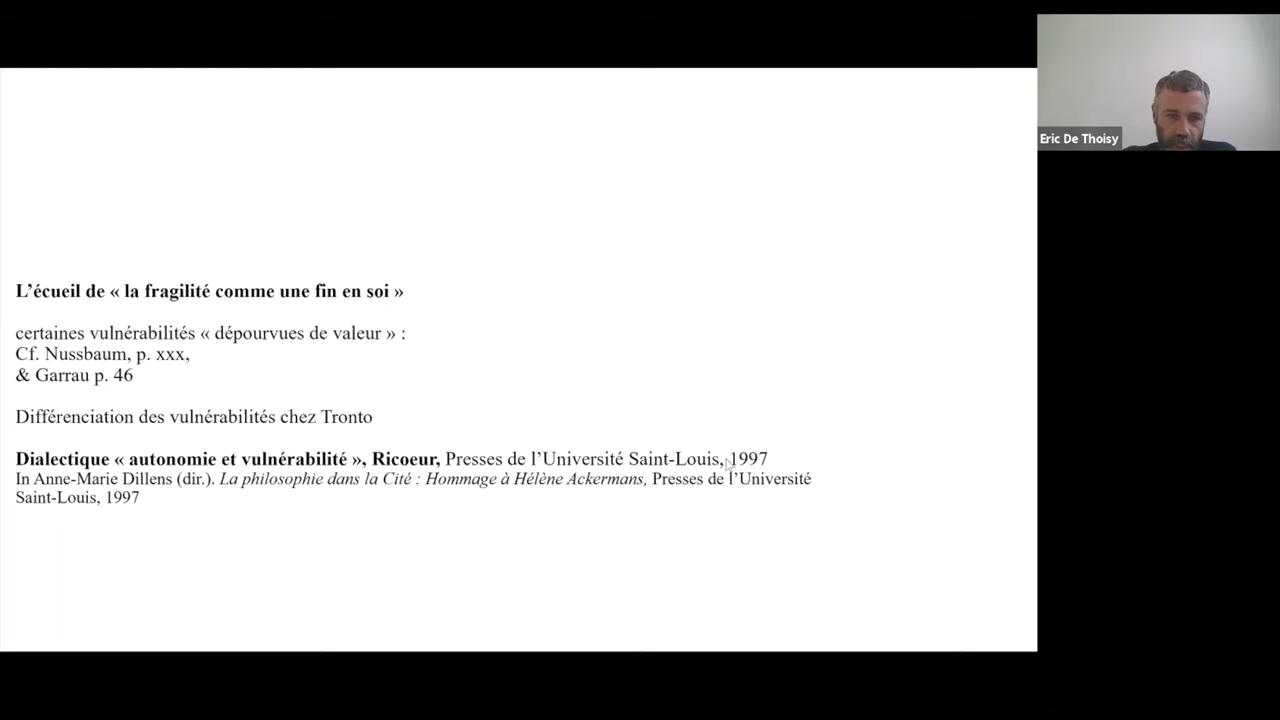 L’écueil de « la fragilité comme une fin en soi »
certaines vulnérabilités « dépourvues de valeur » :
Cf. Nussbaum, p. xxx,
& Garrau p. 46
Différenciation des vulnérabilités chez Tronto
Dialectique « autonomie et vulnérabilité », Ricoeur, Presses de l’Université Saint-Louis, 1997
In Anne-Marie Dillens (dir.). La philosophie dans la Cité : Hommage à Hélène Ackermans, Presses de l’Université
Saint-Louis, 1997
Eric De Thoisy